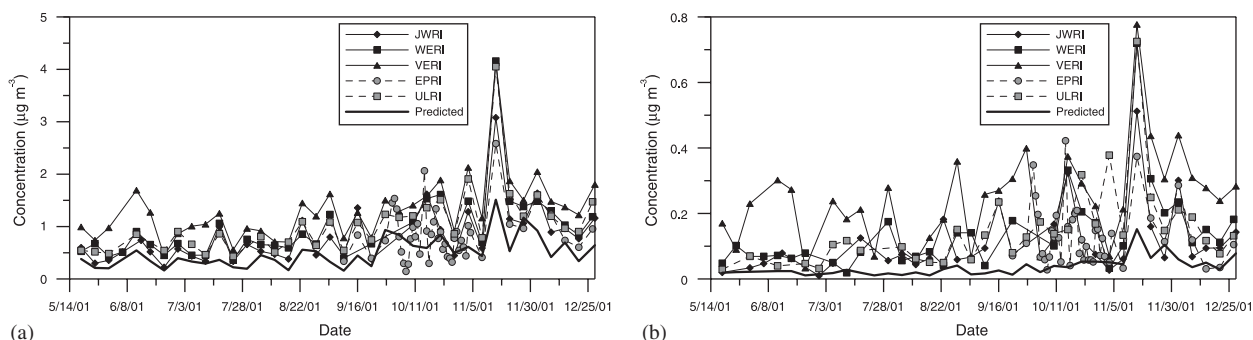 5
4
3
2
1
0
Concentration (µg m⁻³)
JWRI
WERI
VERI
EPRI
ULRI
Predicted
5/14/01 6/8/01 7/3/01 7/28/01 8/22/01 9/16/01 10/11/01 11/5/01 11/30/01 12/25/01
Date
(a)
0.8
0.6
0.4
0.2
0
Concentration (µg m⁻³)
JWRI
WERI
VERI
EPRI
ULRI
Predicted
5/14/01 6/8/01 7/3/01 7/28/01 8/22/01 9/16/01 10/11/01 11/5/01 11/30/01 12/25/01
Date
(b)